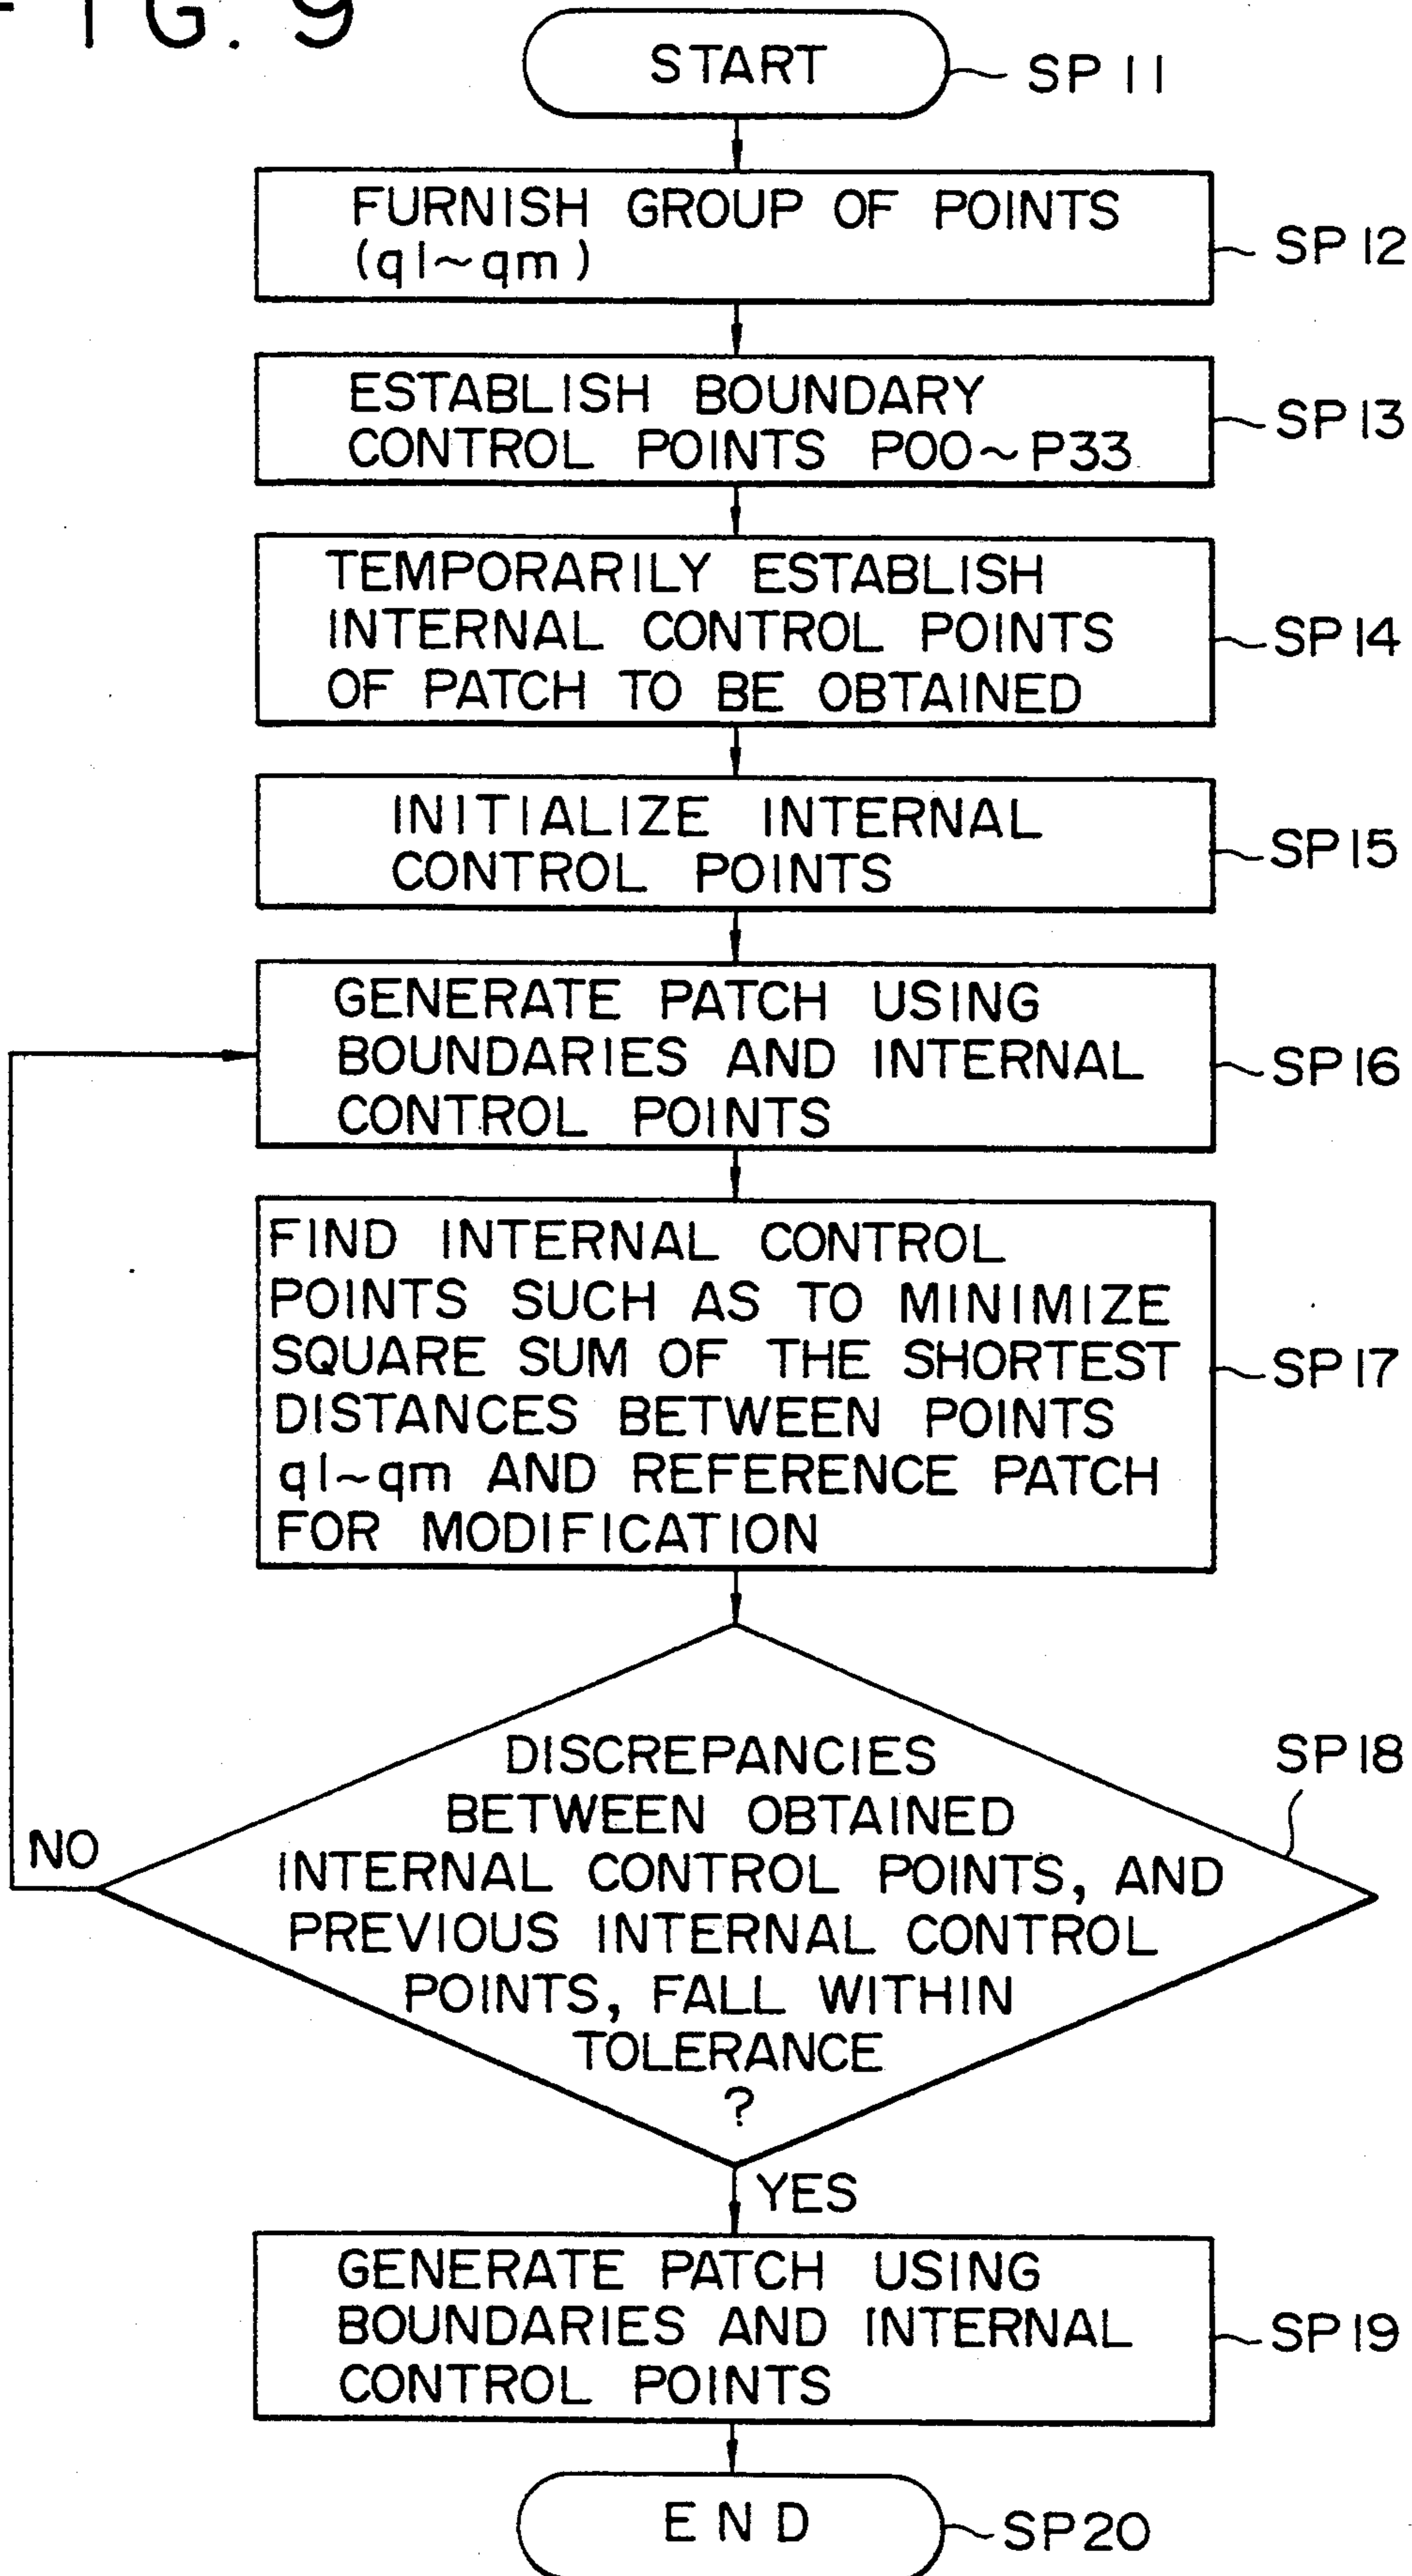 FIG. 9
START
SP11
FURNISH GROUP OF POINTS
(q1~qm)
SP12
ESTABLISH BOUNDARY
CONTROL POINTS P00~P33
SP13
TEMPORARILY ESTABLISH
INTERNAL CONTROL POINTS
OF PATCH TO BE OBTAINED
SP14
INITIALIZE INTERNAL
CONTROL POINTS
SP15
GENERATE PATCH USING
BOUNDARIES AND INTERNAL
CONTROL POINTS
SP16
FIND INTERNAL CONTROL
POINTS SUCH AS TO MINIMIZE
SQUARE SUM OF THE SHORTEST
DISTANCES BETWEEN POINTS
q1~qm AND REFERENCE PATCH
FOR MODIFICATION
SP17
DISCREPANCIES
BETWEEN OBTAINED
INTERNAL CONTROL POINTS, AND
PREVIOUS INTERNAL CONTROL
POINTS, FALL WITHIN
TOLERANCE
?
SP18
NO
YES
GENERATE PATCH USING
BOUNDARIES AND INTERNAL
CONTROL POINTS
SP19
END
SP20